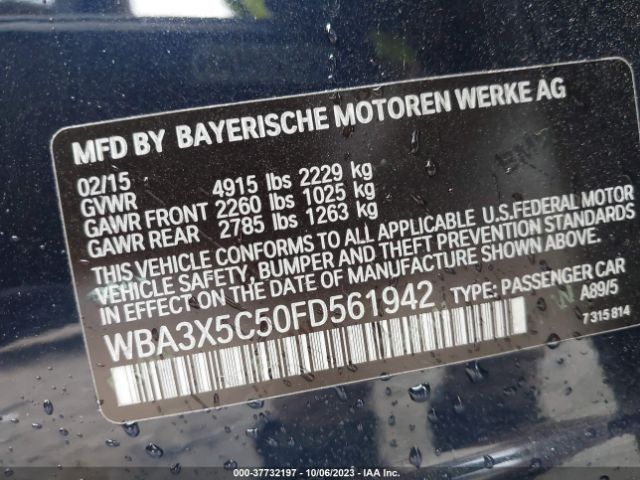 MFD BY BAYERISCHE MOTOREN WERKE AG
02/15
GVWR 4915 lbs 2229 kg
GAWR FRONT 2260 lbs 1025 kg
GAWR REAR 2785 lbs 1263 kg
THIS VEHICLE CONFORMS TO ALL APPLICABLE U.S.FEDERAL MOTOR
VEHICLE SAFETY, BUMPER AND THEFT PREVENTION STANDARDS
IN EFFECT ON THE DATE OF MANUFACTURE SHOWN ABOVE.
WBA3X5C50FD561942 TYPE: PASSENGER CAR
A89/5
7 315 814
Stock# - 37732197 - 10/06/2023 - IAA Inc.